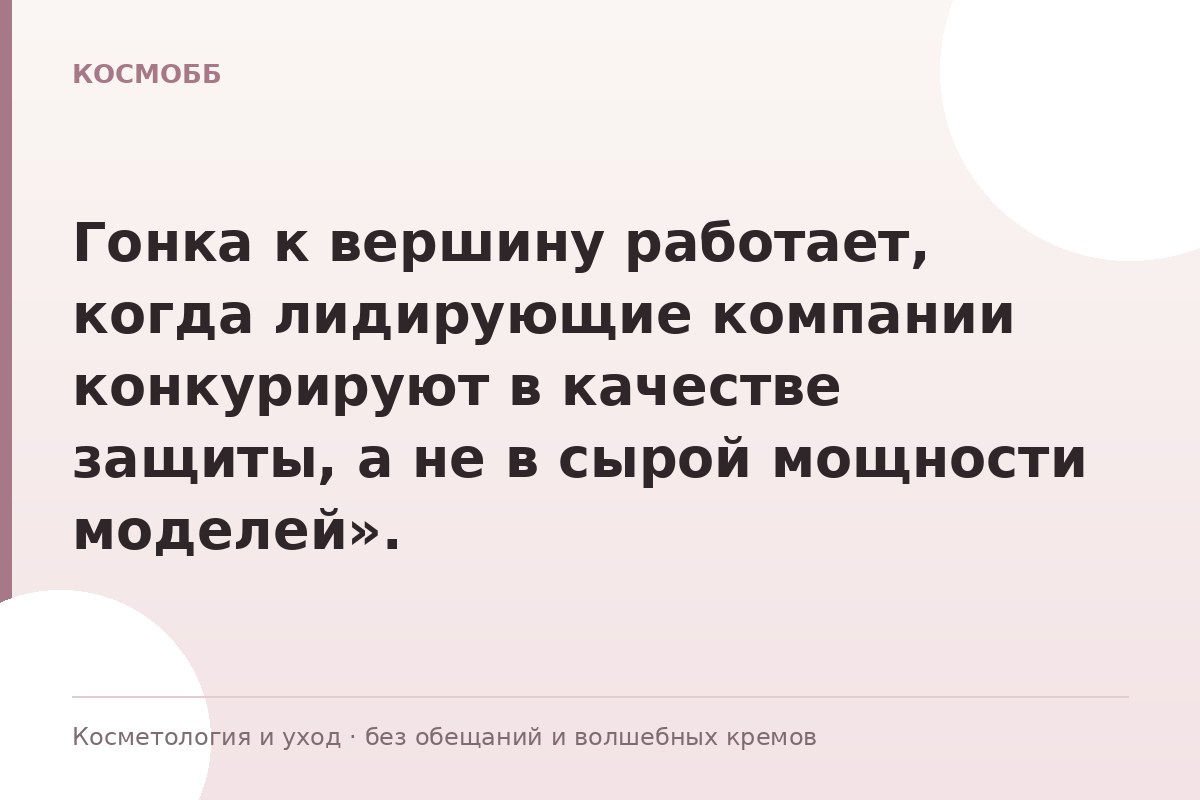 КОСМОББ
Гонка к вершину работает,
когда лидирующие компании
конкурируют в качестве
защиты, а не в сырой мощности
моделей».
Косметология и уход · без обещаний и волшебных кремов